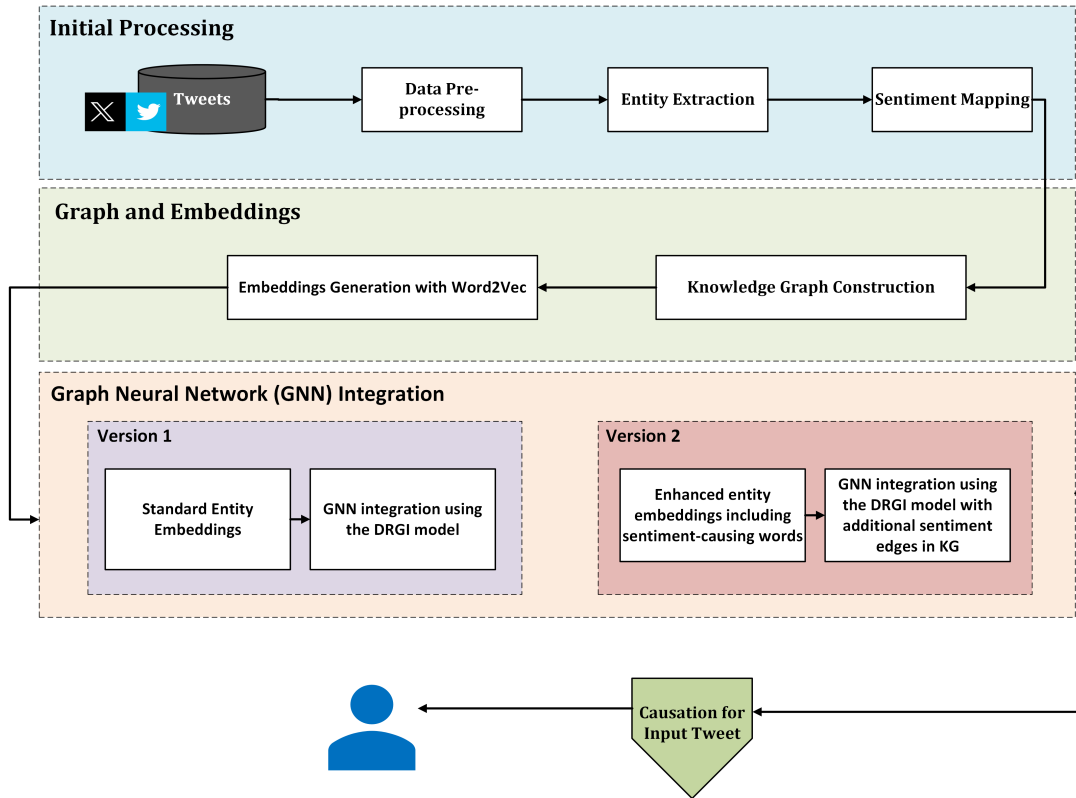 Initial Processing
Tweets
Data Pre-
processing
Entity Extraction
Sentiment Mapping
Graph and Embeddings
Embeddings Generation with Word2Vec
Knowledge Graph Construction
Graph Neural Network (GNN) Integration
Version 1
Standard Entity
Embeddings
GNN integration using
the DRGI model
Version 2
Enhanced entity
embeddings including
sentiment-causing words
GNN integration using
the DRGI model with
additional sentiment
edges in KG
Causation for
Input Tweet